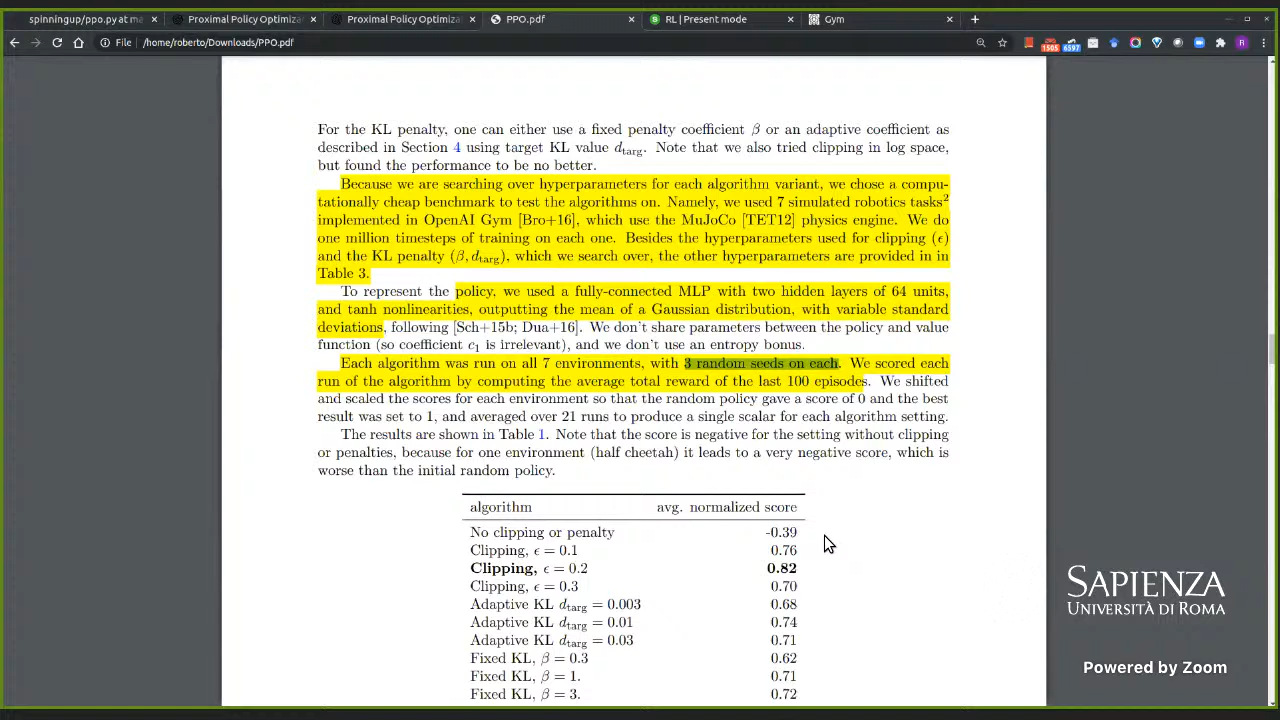 spinningup/ppo.py at ma
Proximal Policy Optimiza
Proximal Policy Optimiza
PPO.pdf
RL | Present mode
Gym
File /home/roberto/Downloads/PPO.pdf
1505
6597
R
For the KL penalty, one can either use a fixed penalty coefficient β or an adaptive coefficient as
described in Section 4 using target KL value dtarg. Note that we also tried clipping in log space,
but found the performance to be no better.
Because we are searching over hyperparameters for each algorithm variant, we chose a compu-
tationally cheap benchmark to test the algorithms on. Namely, we used 7 simulated robotics tasks²
implemented in OpenAI Gym [Bro+16], which use the MuJoCo [TET12] physics engine. We do
one million timesteps of training on each one. Besides the hyperparameters used for clipping (ϵ)
and the KL penalty (β, dtarg), which we search over, the other hyperparameters are provided in in
Table 3.
To represent the policy, we used a fully-connected MLP with two hidden layers of 64 units,
and tanh nonlinearities, outputting the mean of a Gaussian distribution, with variable standard
deviations, following [Sch+15b; Dua+16]. We don't share parameters between the policy and value
function (so coefficient c₁ is irrelevant), and we don't use an entropy bonus.
Each algorithm was run on all 7 environments, with 3 random seeds on each. We scored each
run of the algorithm by computing the average total reward of the last 100 episodes. We shifted
and scaled the scores for each environment so that the random policy gave a score of 0 and the best
result was set to 1, and averaged over 21 runs to produce a single scalar for each algorithm setting.
The results are shown in Table 1. Note that the score is negative for the setting without clipping
or penalties, because for one environment (half cheetah) it leads to a very negative score, which is
worse than the initial random policy.
algorithm avg. normalized score
No clipping or penalty -0.39
Clipping, ϵ = 0.1 0.76
Clipping, ϵ = 0.2 0.82
Clipping, ϵ = 0.3 0.70
Adaptive KL dtarg = 0.003 0.68
Adaptive KL dtarg = 0.01 0.74
Adaptive KL dtarg = 0.03 0.71
Fixed KL, β = 0.3 0.62
Fixed KL, β = 1. 0.71
Fixed KL, β = 3. 0.72
SAPIENZA
UNIVERSITÀ DI ROMA
Powered by Zoom